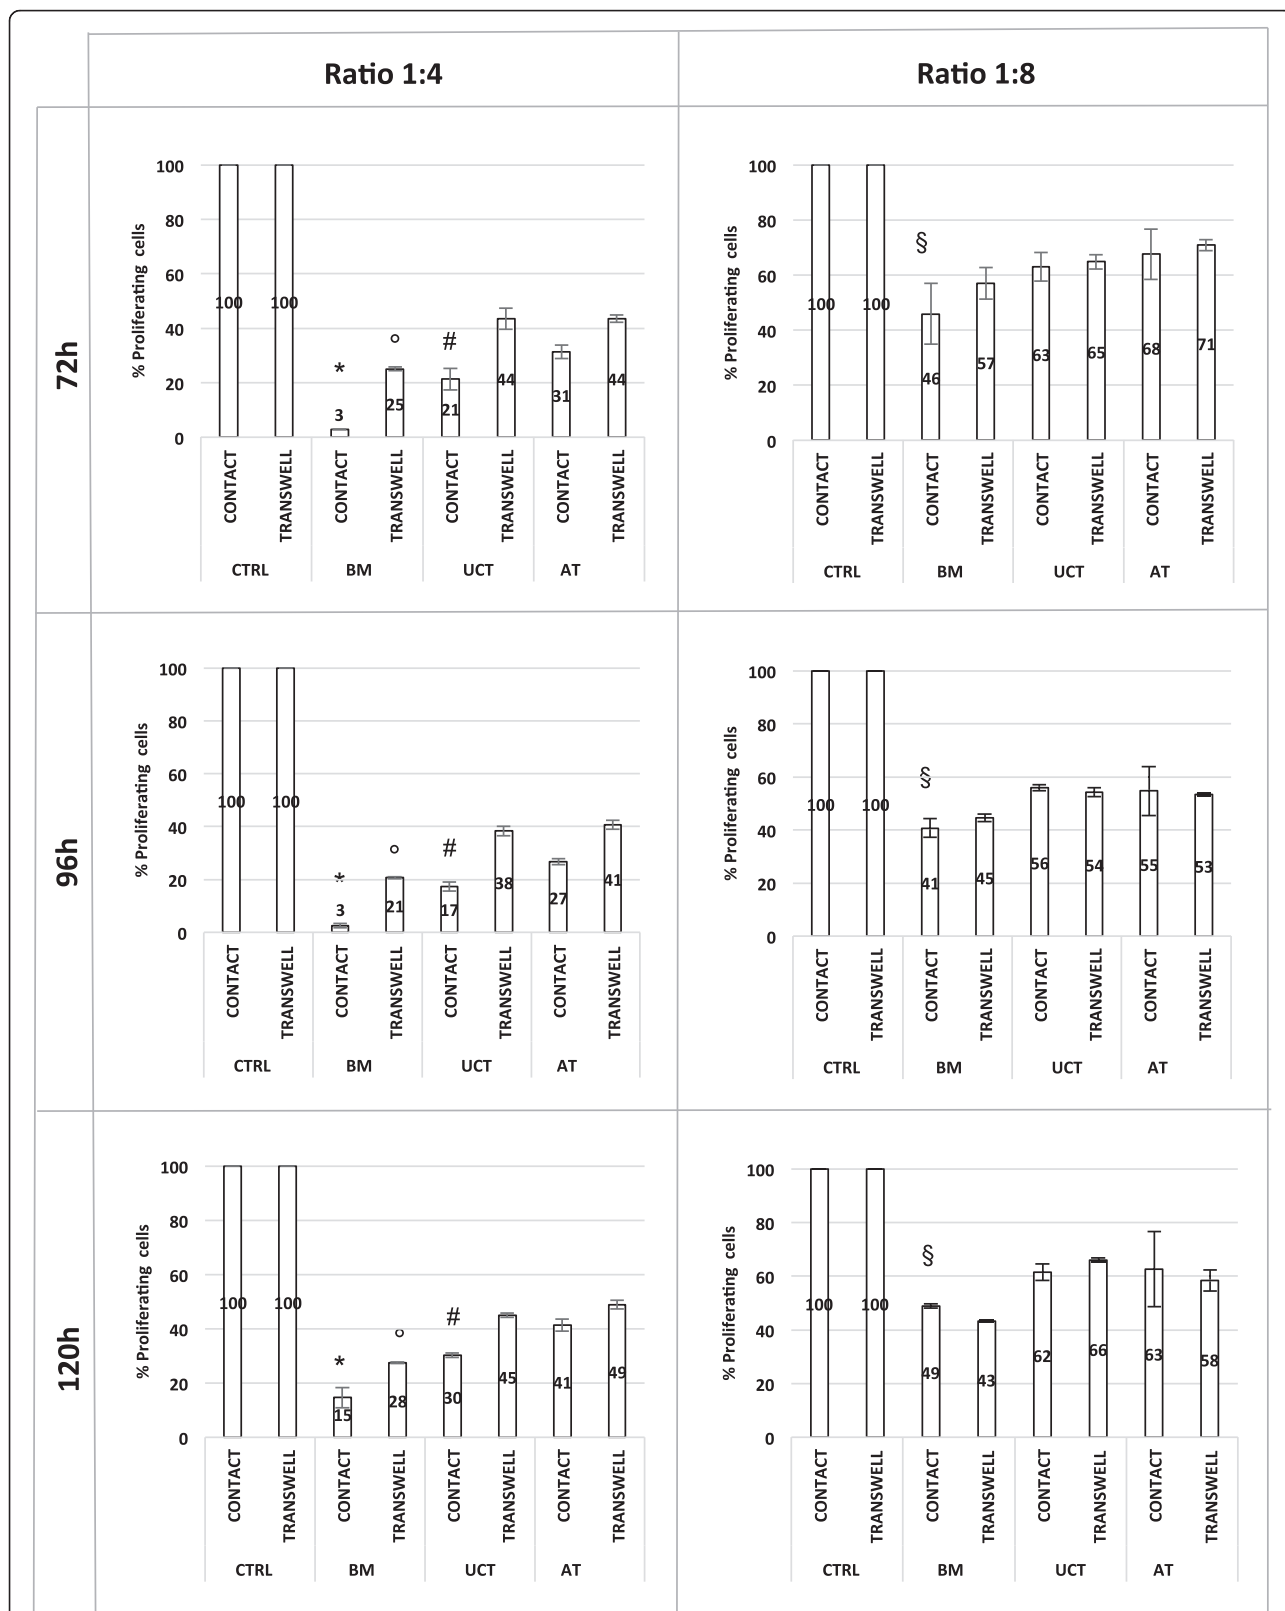 Ratio 1:4
Ratio 1:8
72h
% Proliferating cells
100
80
60
40
20
0
100
100
3
*
25
°
21
#
44
31
44
CONTACT
TRANSWELL
CONTACT
TRANSWELL
CONTACT
TRANSWELL
CONTACT
TRANSWELL
CTRL
BM
UCT
AT
% Proliferating cells
100
80
60
40
20
0
100
100
§
46
57
63
65
68
71
CONTACT
TRANSWELL
CONTACT
TRANSWELL
CONTACT
TRANSWELL
CONTACT
TRANSWELL
CTRL
BM
UCT
AT
96h
% Proliferating cells
100
80
60
40
20
0
100
100
*
3
°
21
#
17
38
27
41
CONTACT
TRANSWELL
CONTACT
TRANSWELL
CONTACT
TRANSWELL
CONTACT
TRANSWELL
CTRL
BM
UCT
AT
% Proliferating cells
100
80
60
40
20
0
100
100
§
41
45
56
54
55
53
CONTACT
TRANSWELL
CONTACT
TRANSWELL
CONTACT
TRANSWELL
CONTACT
TRANSWELL
CTRL
BM
UCT
AT
120h
% Proliferating cells
100
80
60
40
20
0
100
100
*
15
°
28
#
30
45
41
49
CONTACT
TRANSWELL
CONTACT
TRANSWELL
CONTACT
TRANSWELL
CONTACT
TRANSWELL
CTRL
BM
UCT
AT
% Proliferating cells
100
80
60
40
20
0
100
100
§
49
43
62
66
63
58
CONTACT
TRANSWELL
CONTACT
TRANSWELL
CONTACT
TRANSWELL
CONTACT
TRANSWELL
CTRL
BM
UCT
AT